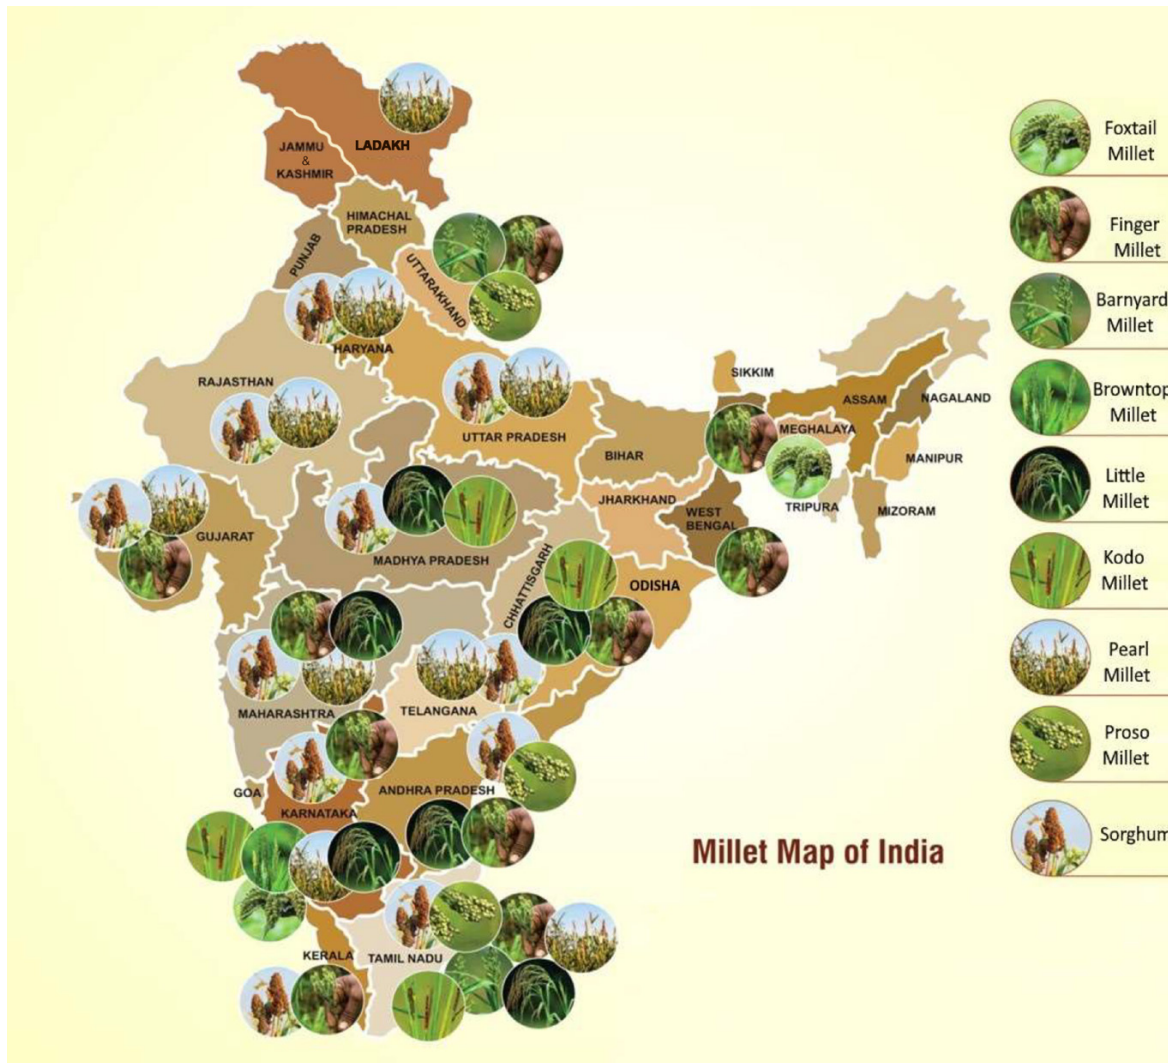 LADAKH
JAMMU
&
KASHMIR
HIMACHAL
PRADESH
PUNJAB
UTTARAKHAND
HARYANA
RAJASTHAN
UTTAR PRADESH
SIKKIM
ASSAM
NAGALAND
MEGHALAYA
BIHAR
MANIPUR
JHARKHAND
TRIPURA
MIZORAM
WEST
BENGAL
GUJARAT
MADHYA PRADESH
CHHATTISGARH
ODISHA
MAHARASHTRA
TELANGANA
GOA
KARNATAKA
ANDHRA PRADESH
KERALA
TAMIL NADU
Millet Map of India
Foxtail
Millet
Finger
Millet
Barnyard
Millet
Browntop
Millet
Little
Millet
Kodo
Millet
Pearl
Millet
Proso
Millet
Sorghum